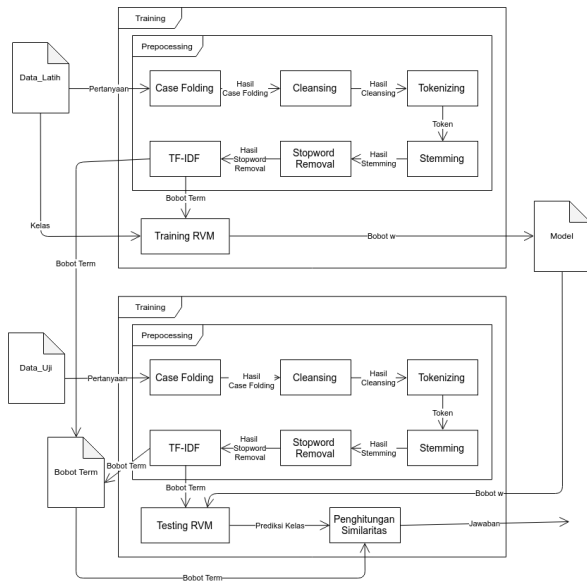 Training
Prepocessing
Data_Latih
Pertanyaan
Case Folding
Hasil
Case Folding
Cleansing
Hasil
Cleansing
Tokenizing
Token
TF-IDF
Hasil
Stopword
Removal
Stopword
Removal
Hasil
Stemming
Stemming
Bobot Term
Kelas
Training RVM
Bobot w
Model
Bobot Term
Training
Prepocessing
Data_Uji
Pertanyaan
Case Folding
Hasil
Case Folding
Cleansing
Hasil
Cleansing
Tokenizing
Token
TF-IDF
Hasil
Stopword
Removal
Stopword
Removal
Hasil
Stemming
Stemming
Bobot Term
Bobot Term
Bobot Term
Bobot w
Testing RVM
Prediksi Kelas
Penghitungan
Similaritas
Jawaban
Bobot Term